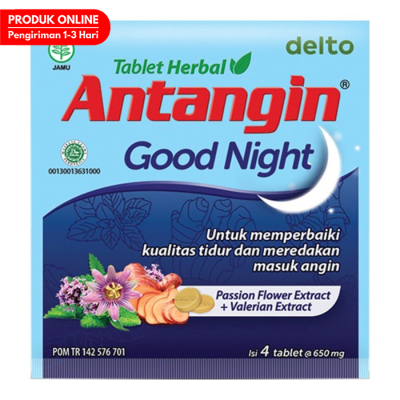 PRODUK ONLINE
Pengiriman 1-3 Hari
JAMU
delto
Tablet Herbal
Antangin®
Good Night
00130013631000
Untuk memperbaiki
kualitas tidur dan meredakan
masuk angin
Passion Flower Extract
+ Valerian Extract
POM TR 142 576 701
Isi 4 tablet @ 650 mg